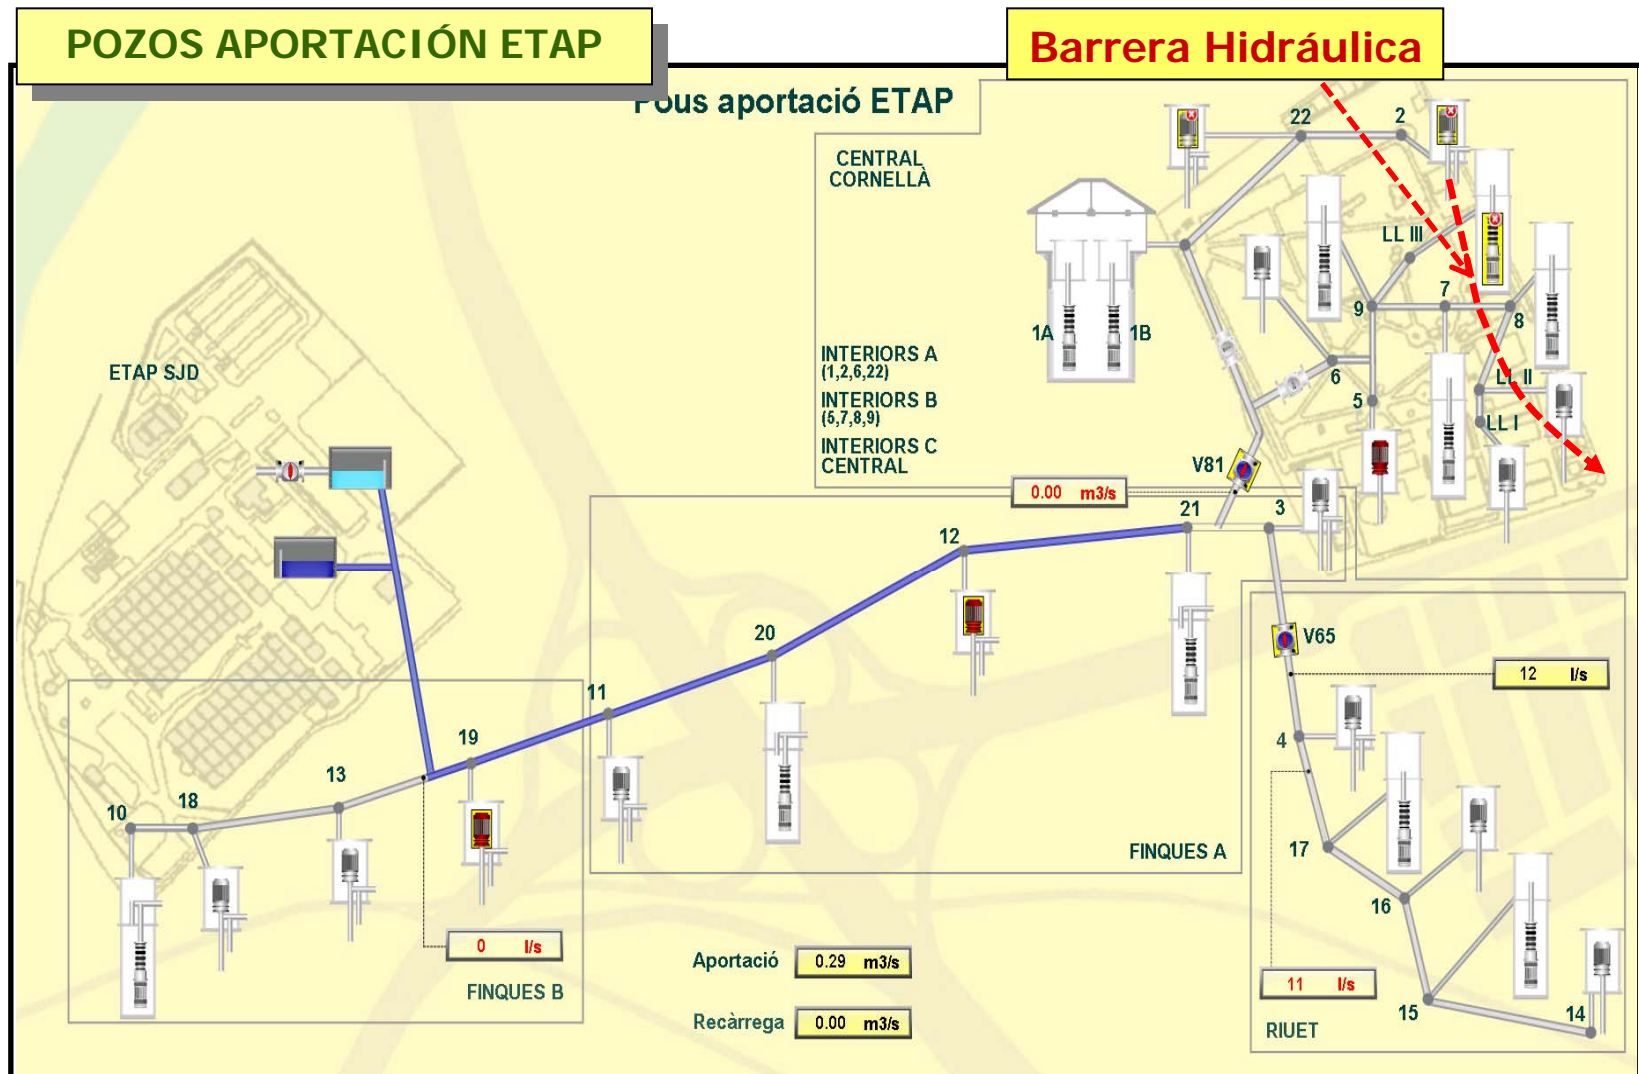 POZOS APORTACIÓN ETAP
Barrera Hidráulica
Pous aportació ETAP
CENTRAL
CORNELLÀ
22
2
LL III
9
7
8
1A
1B
6
5
LL II
LL I
INTERIORS A
(1,2,6,22)
INTERIORS B
(5,7,8,9)
INTERIORS C
CENTRAL
ETAP SJD
V81
0.00 m3/s
21
3
12
20
11
19
13
18
10
V65
12 l/s
4
17
16
15
14
FINQUES A
0 l/s
FINQUES B
Aportació 0.29 m3/s
Recàrrega 0.00 m3/s
11 l/s
RIUET